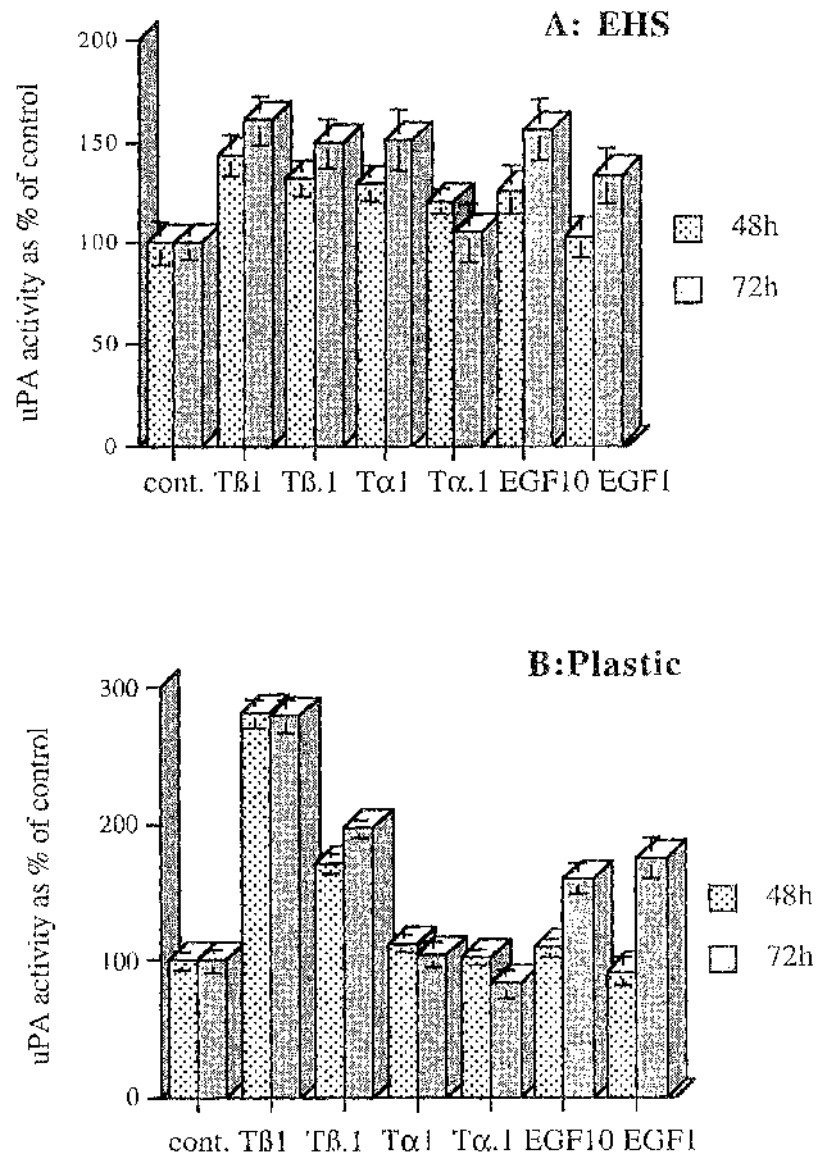 A: EHS
uPA activity as % of control
200
150
100
50
0
48h
72h
cont. Tß1 Tß.1 Tα1 Tα.1 EGF10 EGF1
B:Plastic
uPA activity as % of control
300
200
100
0
48h
72h
cont. Tß1 Tß.1 Tα1 Tα.1 EGF10 EGF1